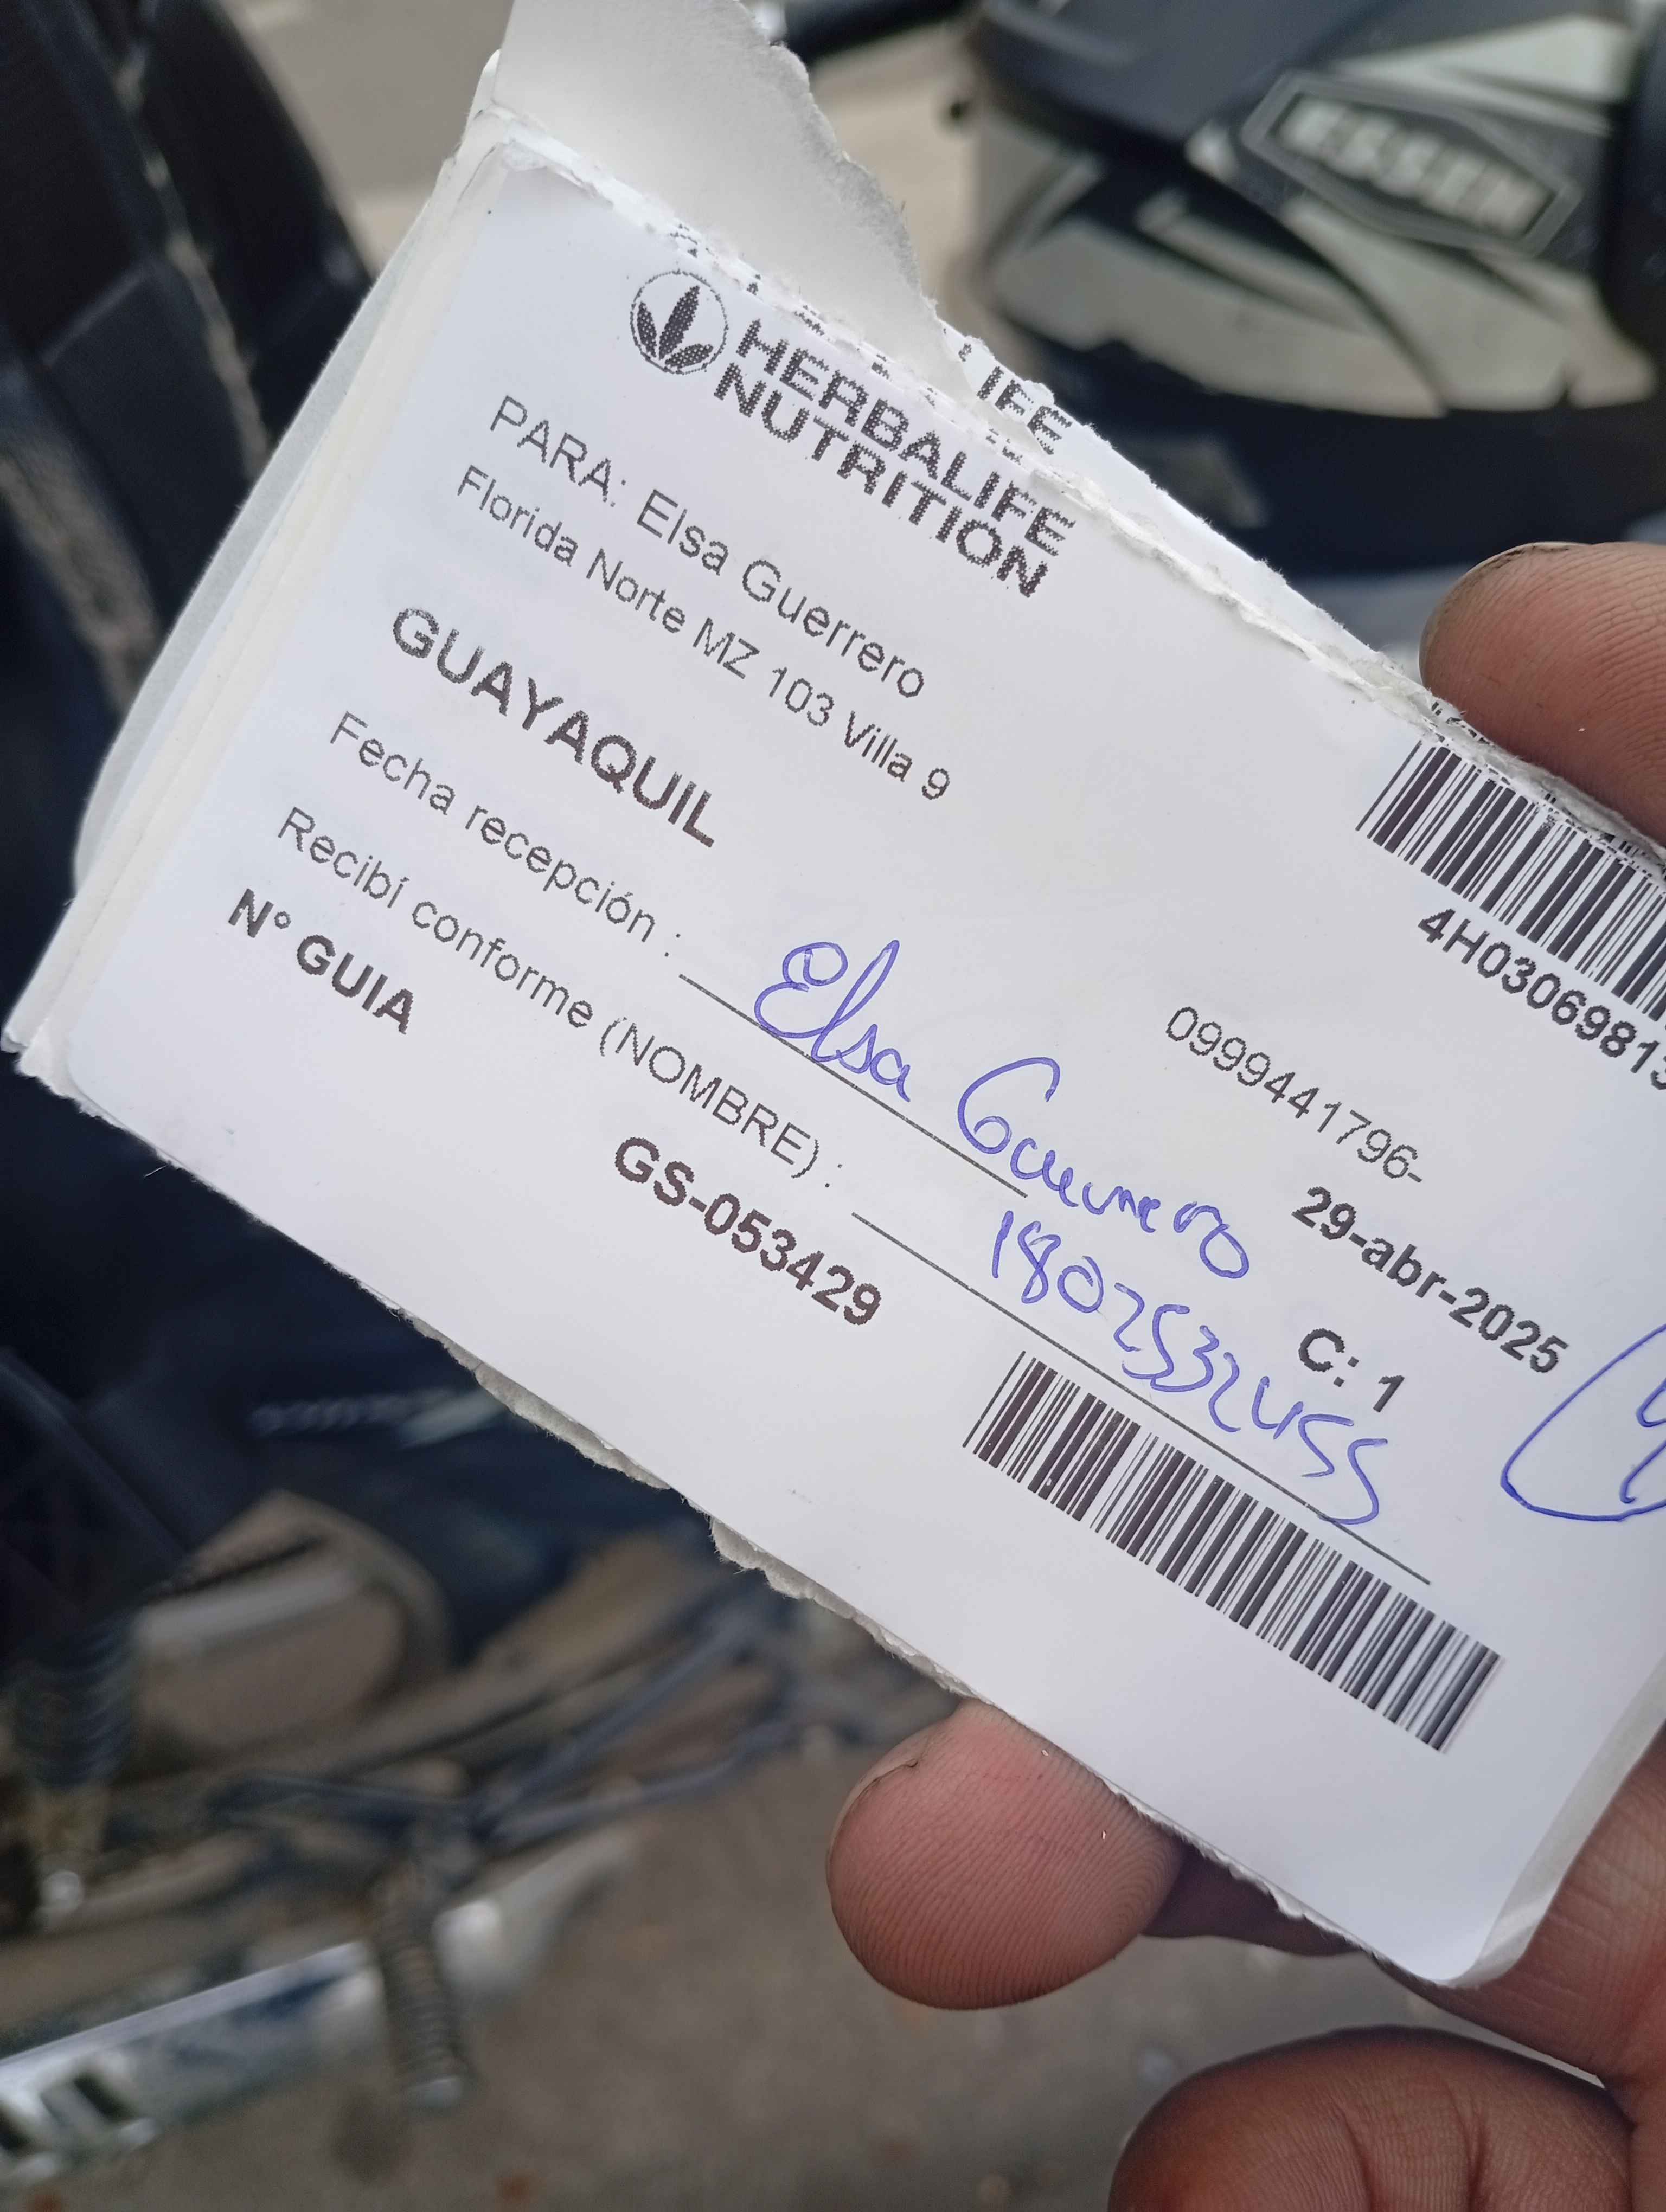 IFE
HERBALIFE
NUTRITION
PARA: Elsa Guerrero
Florida Norte MZ 103 Villa 9
GUAYAQUIL
4H03069813
0999441796-
29-abr-2025
Fecha recepción :
Elsa Guerrero
C: 1
Recibí conforme (NOMBRE) :
1802532455
N° GUIA
GS-053429
ESSEN